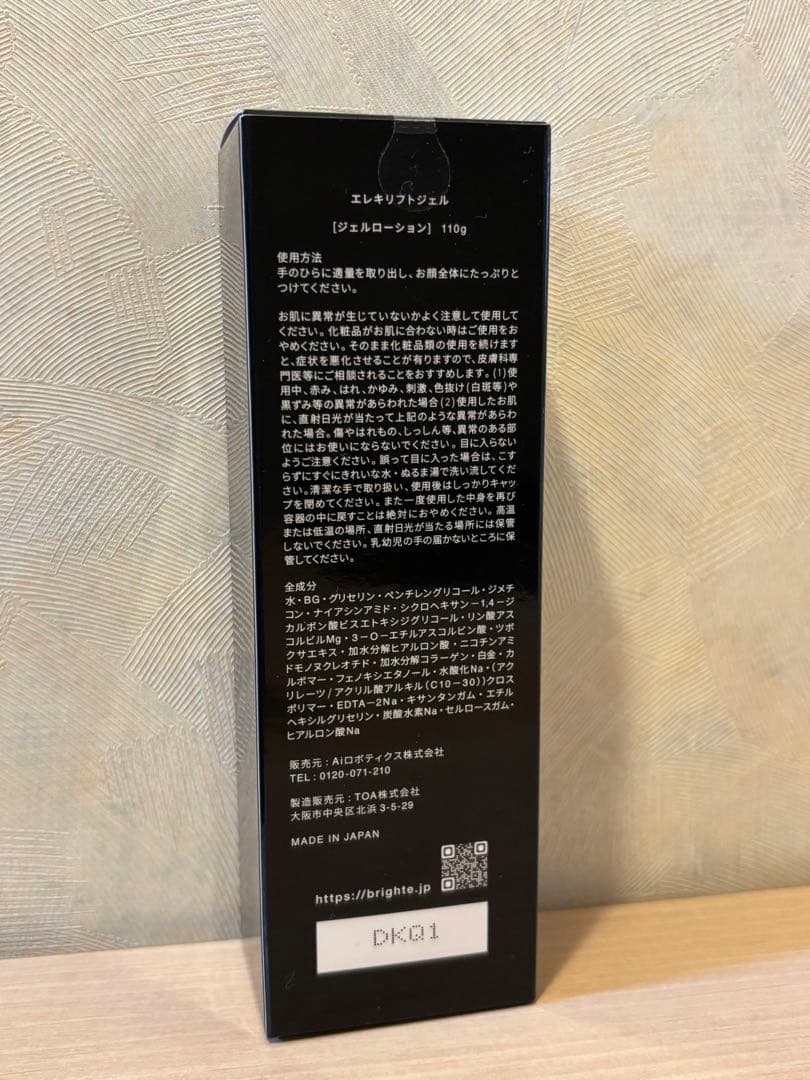 エレキリフトジェル
[ジェルローション] 110g
使用方法
手のひらに適量を取り出し、お顔全体にたっぷりと
つけてください。
お肌に異常が生じていないかよく注意して使用して
ください。化粧品がお肌に合わない時はご使用をお
やめください。そのまま化粧品類の使用を続けます
と、症状を悪化させることが有りますので、皮膚科専
門医等にご相談されることをおすすめします。(1)使
用中、赤み、はれ、かゆみ、刺激、色抜け(白斑等)や
黒ずみ等の異常があらわれた場合(2)使用したお肌
に、直射日光が当たって上記のような異常があらわ
れた場合。傷やはれもの、しっしん等、異常のある部
位にはお使いにならないでください。目に入らない
ようご注意ください。誤って目に入った場合は、こす
らずにすぐにきれいな水・ぬるま湯で洗い流してくだ
さい。清潔な手で取り扱い、使用後はしっかりキャッ
プを閉めてください。また一度使用した中身を再び
容器の中に戻すことは絶対におやめください。高温
または低温の場所、直射日光が当たる場所には保管
しないでください。乳幼児の手の届かないところに保
管してください。
全成分
水・BG・グリセリン・ペンチレングリコール・ジメチ
コン・ナイアシンアミド・シクロヘキサン-1,4-ジ
カルボン酸ビスエトキシジグリコール・リン酸アス
コルビルMg・3-O-エチルアスコルビン酸・ツボ
クサエキス・加水分解ヒアルロン酸・ニコチンアミ
ドモノヌクレオチド・加水分解コラーゲン・白金・カ
ルボマー・フェノキシエタノール・水酸化Na・(アク
リレーツ/アクリル酸アルキル(C10-30))クロス
ポリマー・EDTA-2Na・キサンタンガム・エチル
ヘキシルグリセリン・炭酸水素Na・セルロースガム・
ヒアルロン酸Na
販売元：Aiロボティクス株式会社
TEL：0120-071-210
製造販売元：TOA株式会社
大阪市中央区北浜3-5-29
MADE IN JAPAN
https://brighte.jp
DKQ1